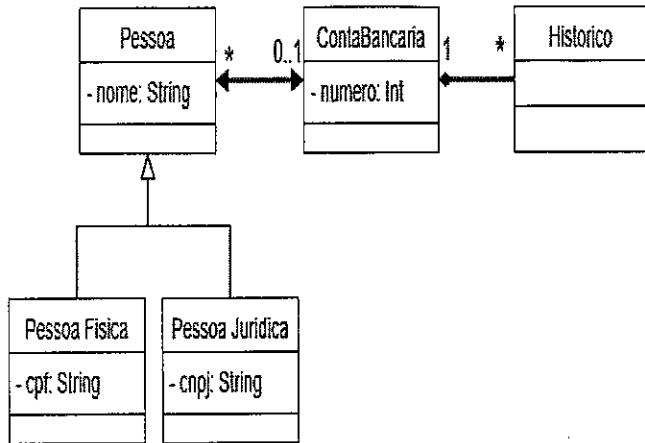 Pessoa
- nome: String
* 0..1
ContaBancaria
- numero: Int
1 *
Historico
Pessoa Fisica
- cpf: String
Pessoa Juridica
- cnpj: String